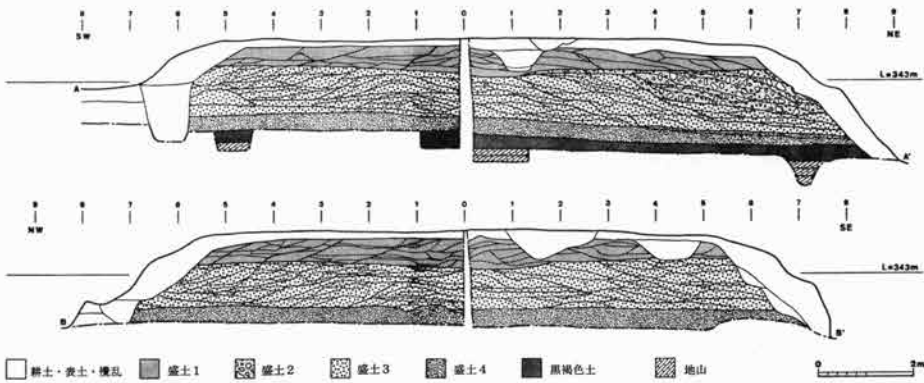 8 7 6 5 4 3 2 1 0 1 2 3 4 5 6 7 8 9
SW NE
L=343m
A A'
9 8 7 6 5 4 3 2 1 0 1 2 3 4 5 6 7 8
NW SE
L=343m
B B'
耕土・表土・攪乱 盛土1 盛土2 盛土3 盛土4 黒褐色土 地山
0 2m